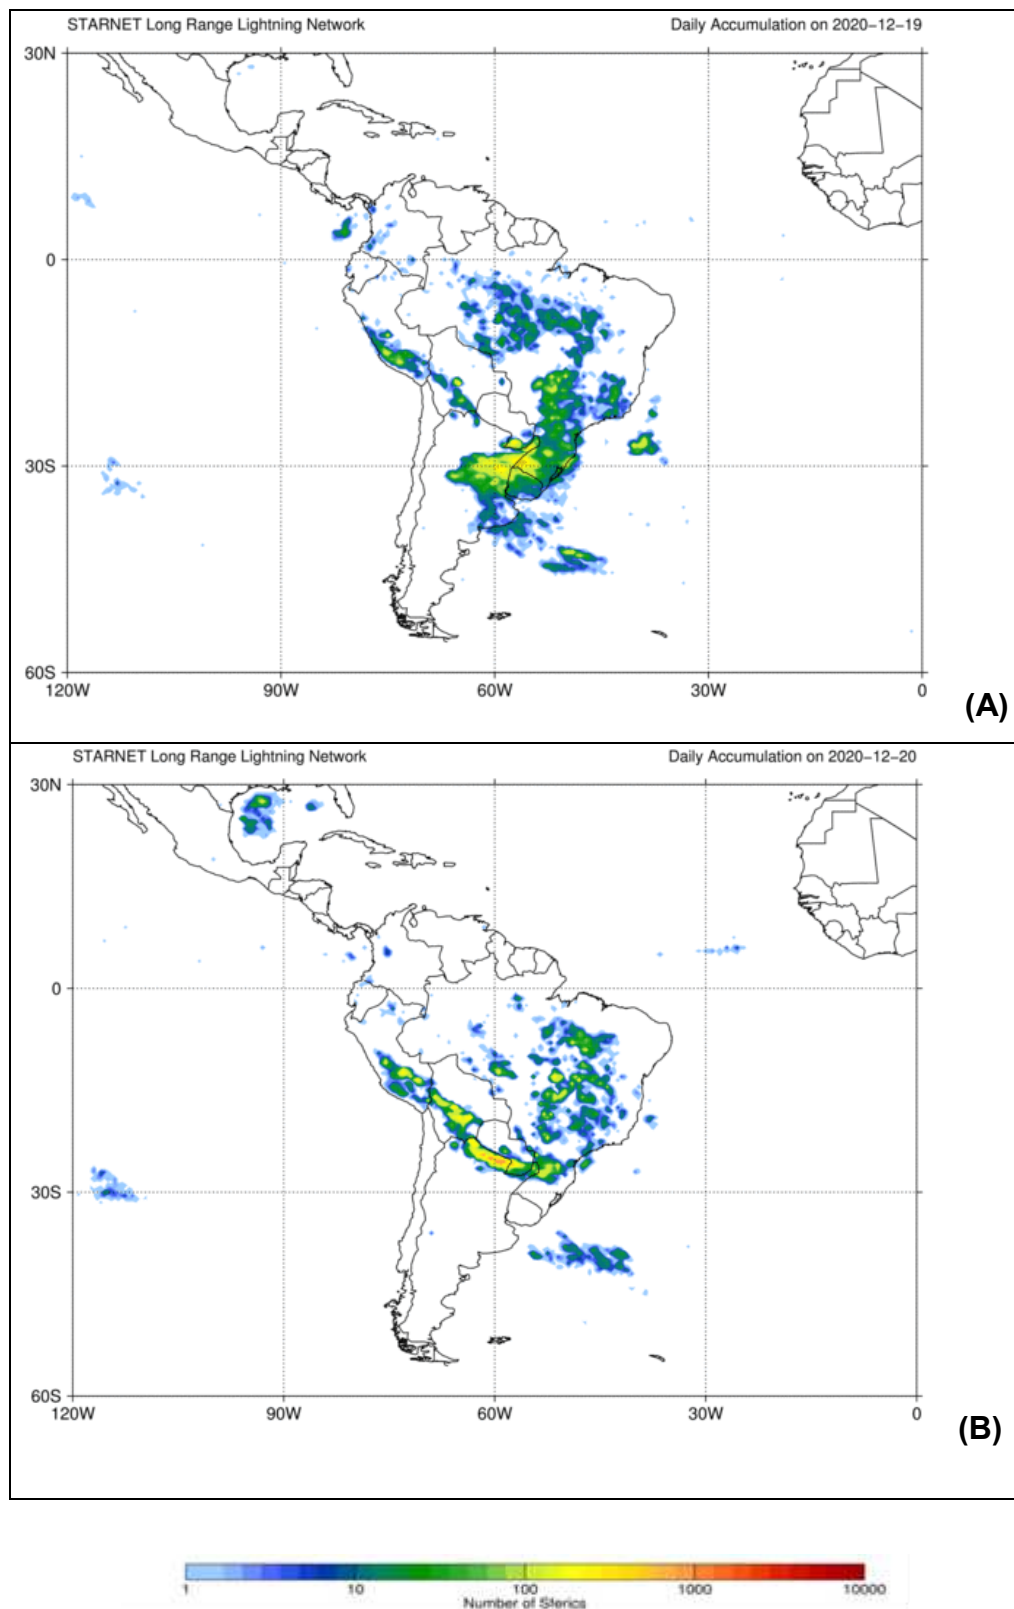 STARNET Long Range Lightning Network Daily Accumulation on 2020-12-19
30N
0
30S
60S
120W 90W 60W 30W 0
(A)
STARNET Long Range Lightning Network Daily Accumulation on 2020-12-20
30N
0
30S
60S
120W 90W 60W 30W 0
(B)
1 10 100 1000 10000
Number of Sferics